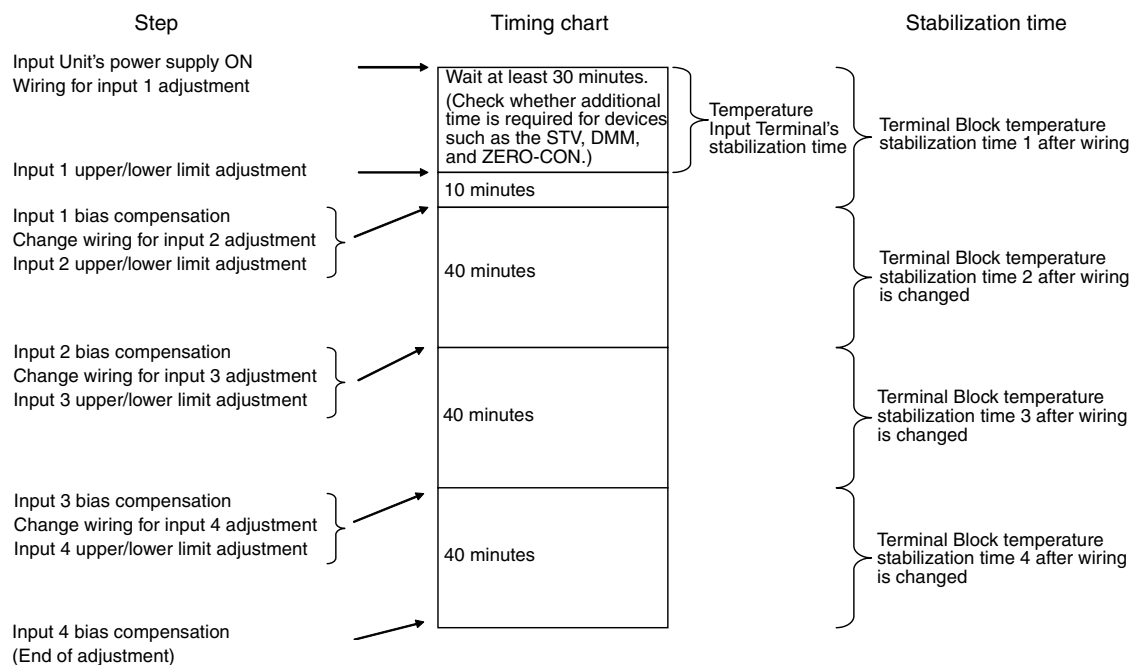 Step
Timing chart
Stabilization time
Input Unit's power supply ON
Wiring for input 1 adjustment
Wait at least 30 minutes.
(Check whether additional
time is required for devices
such as the STV, DMM,
and ZERO-CON.)
Temperature
Input Terminal's
stabilization time
Terminal Block temperature
stabilization time 1 after wiring
Input 1 upper/lower limit adjustment
10 minutes
Input 1 bias compensation
Change wiring for input 2 adjustment
Input 2 upper/lower limit adjustment
40 minutes
Terminal Block temperature
stabilization time 2 after wiring
is changed
Input 2 bias compensation
Change wiring for input 3 adjustment
Input 3 upper/lower limit adjustment
40 minutes
Terminal Block temperature
stabilization time 3 after wiring
is changed
Input 3 bias compensation
Change wiring for input 4 adjustment
Input 4 upper/lower limit adjustment
40 minutes
Terminal Block temperature
stabilization time 4 after wiring
is changed
Input 4 bias compensation
(End of adjustment)